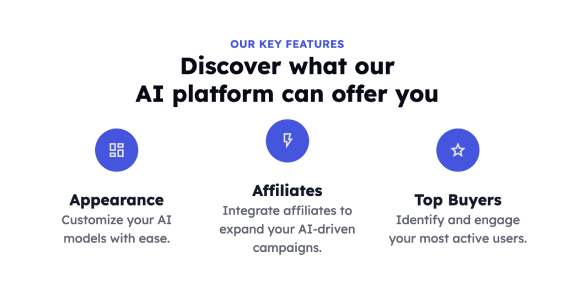 OUR KEY FEATURES
Discover what our
AI platform can offer you
Appearance
Customize your AI
models with ease.
Affiliates
Integrate affiliates to
expand your AI-driven
campaigns.
Top Buyers
Identify and engage
your most active users.